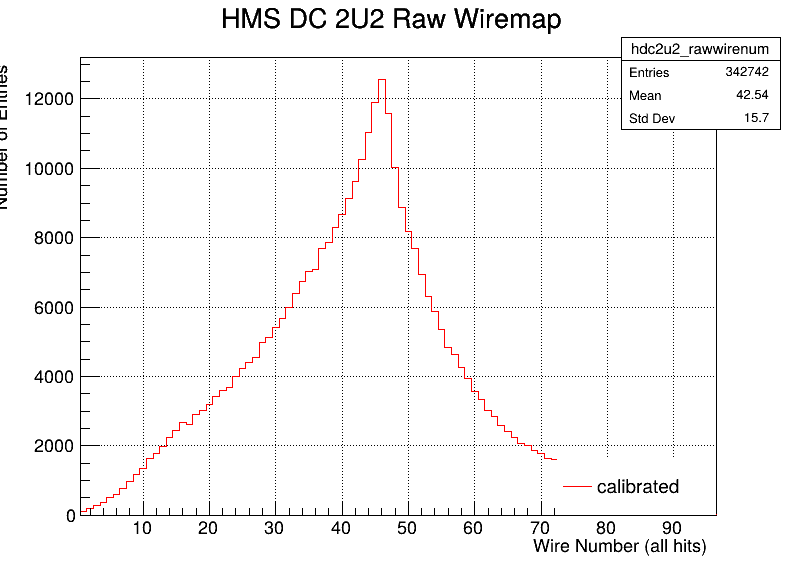 HMS DC 2U2 Raw Wiremap
hdc2u2_rawwirenum
Entries 342742
Mean 42.54
Std Dev 15.7
Number of Entries
12000
10000
8000
6000
4000
2000
0
calibrated
10 20 30 40 50 60 70 80 90
Wire Number (all hits)